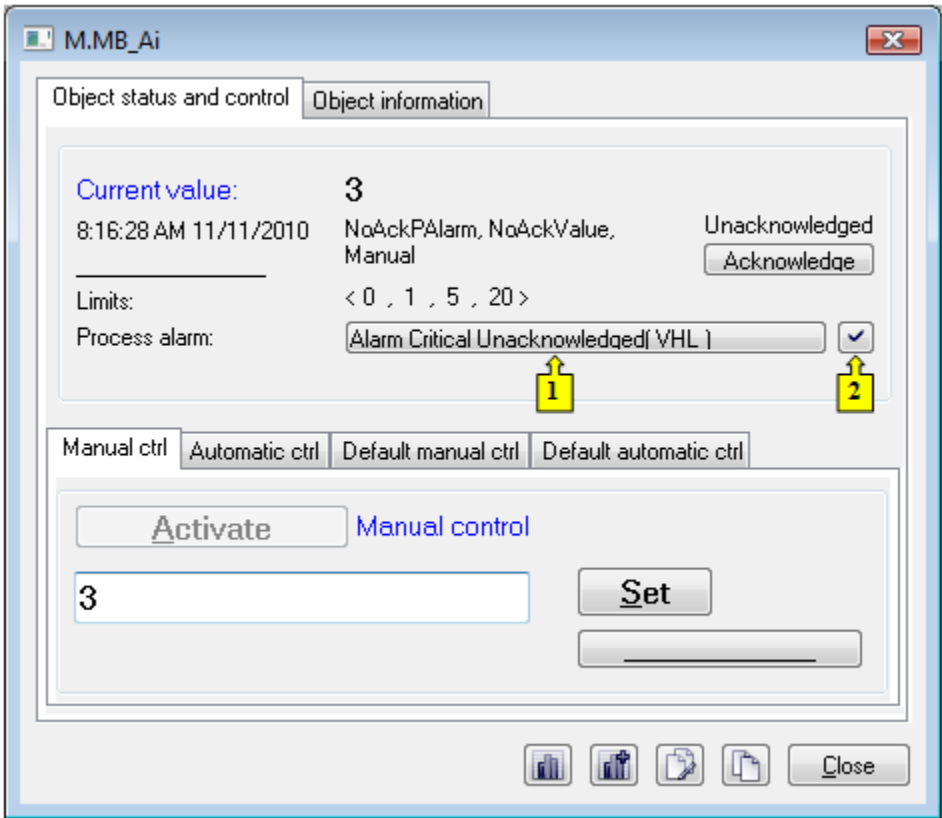 M.MB_Ai
Object status and control
Object information
Current value:
3
8:16:28 AM 11/11/2010
NoAckPAlarm, NoAckValue,
Manual
Unacknowledged
Acknowledge
Limits:
< 0 , 1 , 5 , 20 >
Process alarm:
Alarm Critical Unacknowledged( VHL )
1
2
Manual ctrl
Automatic ctrl
Default manual ctrl
Default automatic ctrl
Activate
Manual control
3
Set
Close